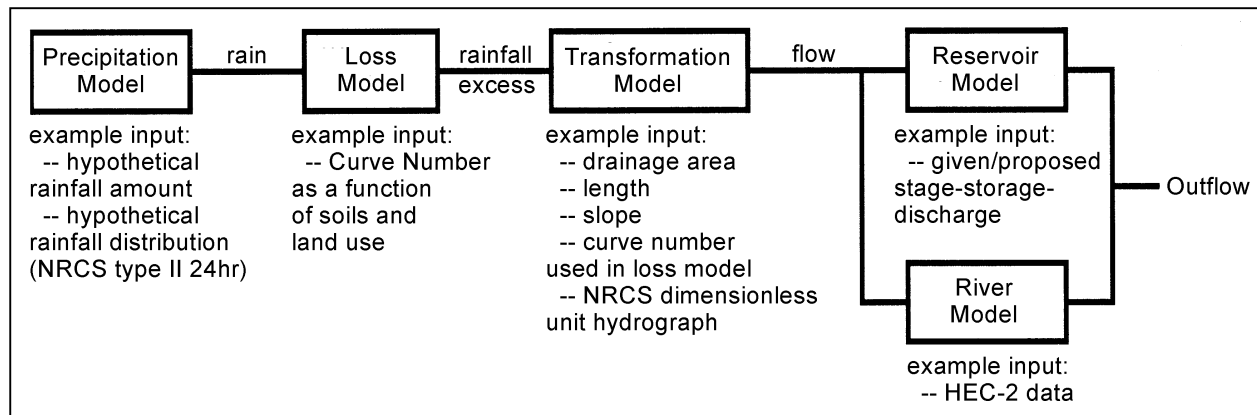 Precipitation
Model
rain
Loss
Model
rainfall
excess
Transformation
Model
flow
Reservoir
Model
example input:
-- hypothetical
rainfall amount
-- hypothetical
rainfall distribution
(NRCS type II 24hr)
example input:
-- Curve Number
as a function
of soils and
land use
example input:
-- drainage area
-- length
-- slope
-- curve number
used in loss model
-- NRCS dimensionless
unit hydrograph
example input:
-- given/proposed
stage-storage-
discharge
Outflow
River
Model
example input:
-- HEC-2 data